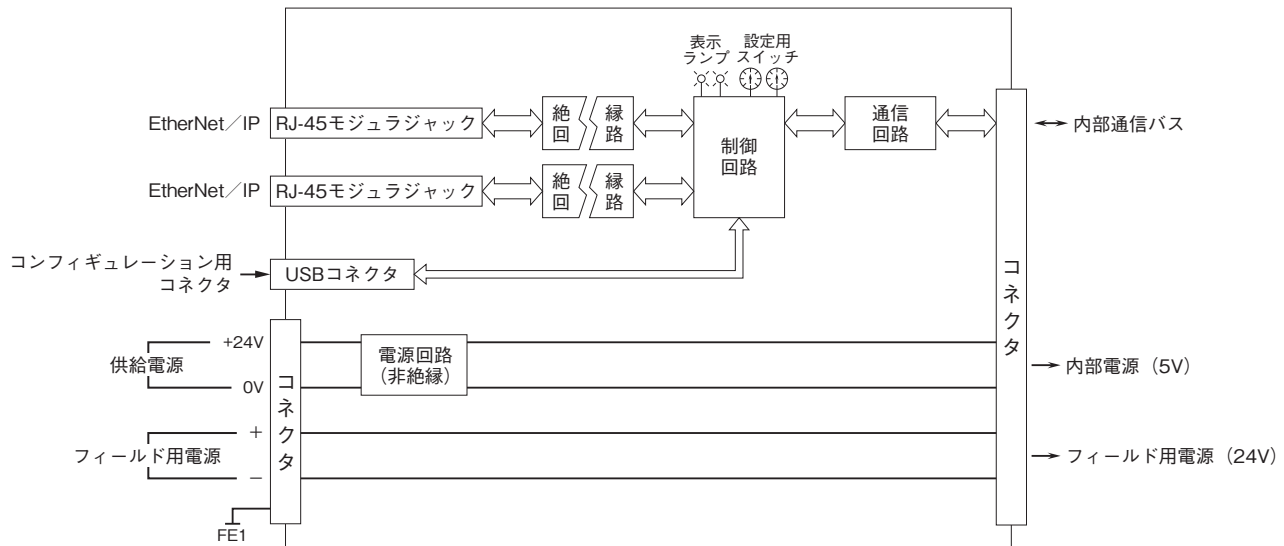 表示
ランプ
設定用
スイッチ
EtherNet／IP
RJ-45モジュラジャック
絶
回
縁
路
制御
回路
通信
回路
内部通信バス
EtherNet／IP
RJ-45モジュラジャック
絶
回
縁
路
コンフィギュレーション用
コネクタ
USBコネクタ
コネクタ
+24V
供給電源
0V
電源回路
（非絶縁）
内部電源（5V）
コネクタ
＋
フィールド用電源
－
フィールド用電源（24V）
FE1